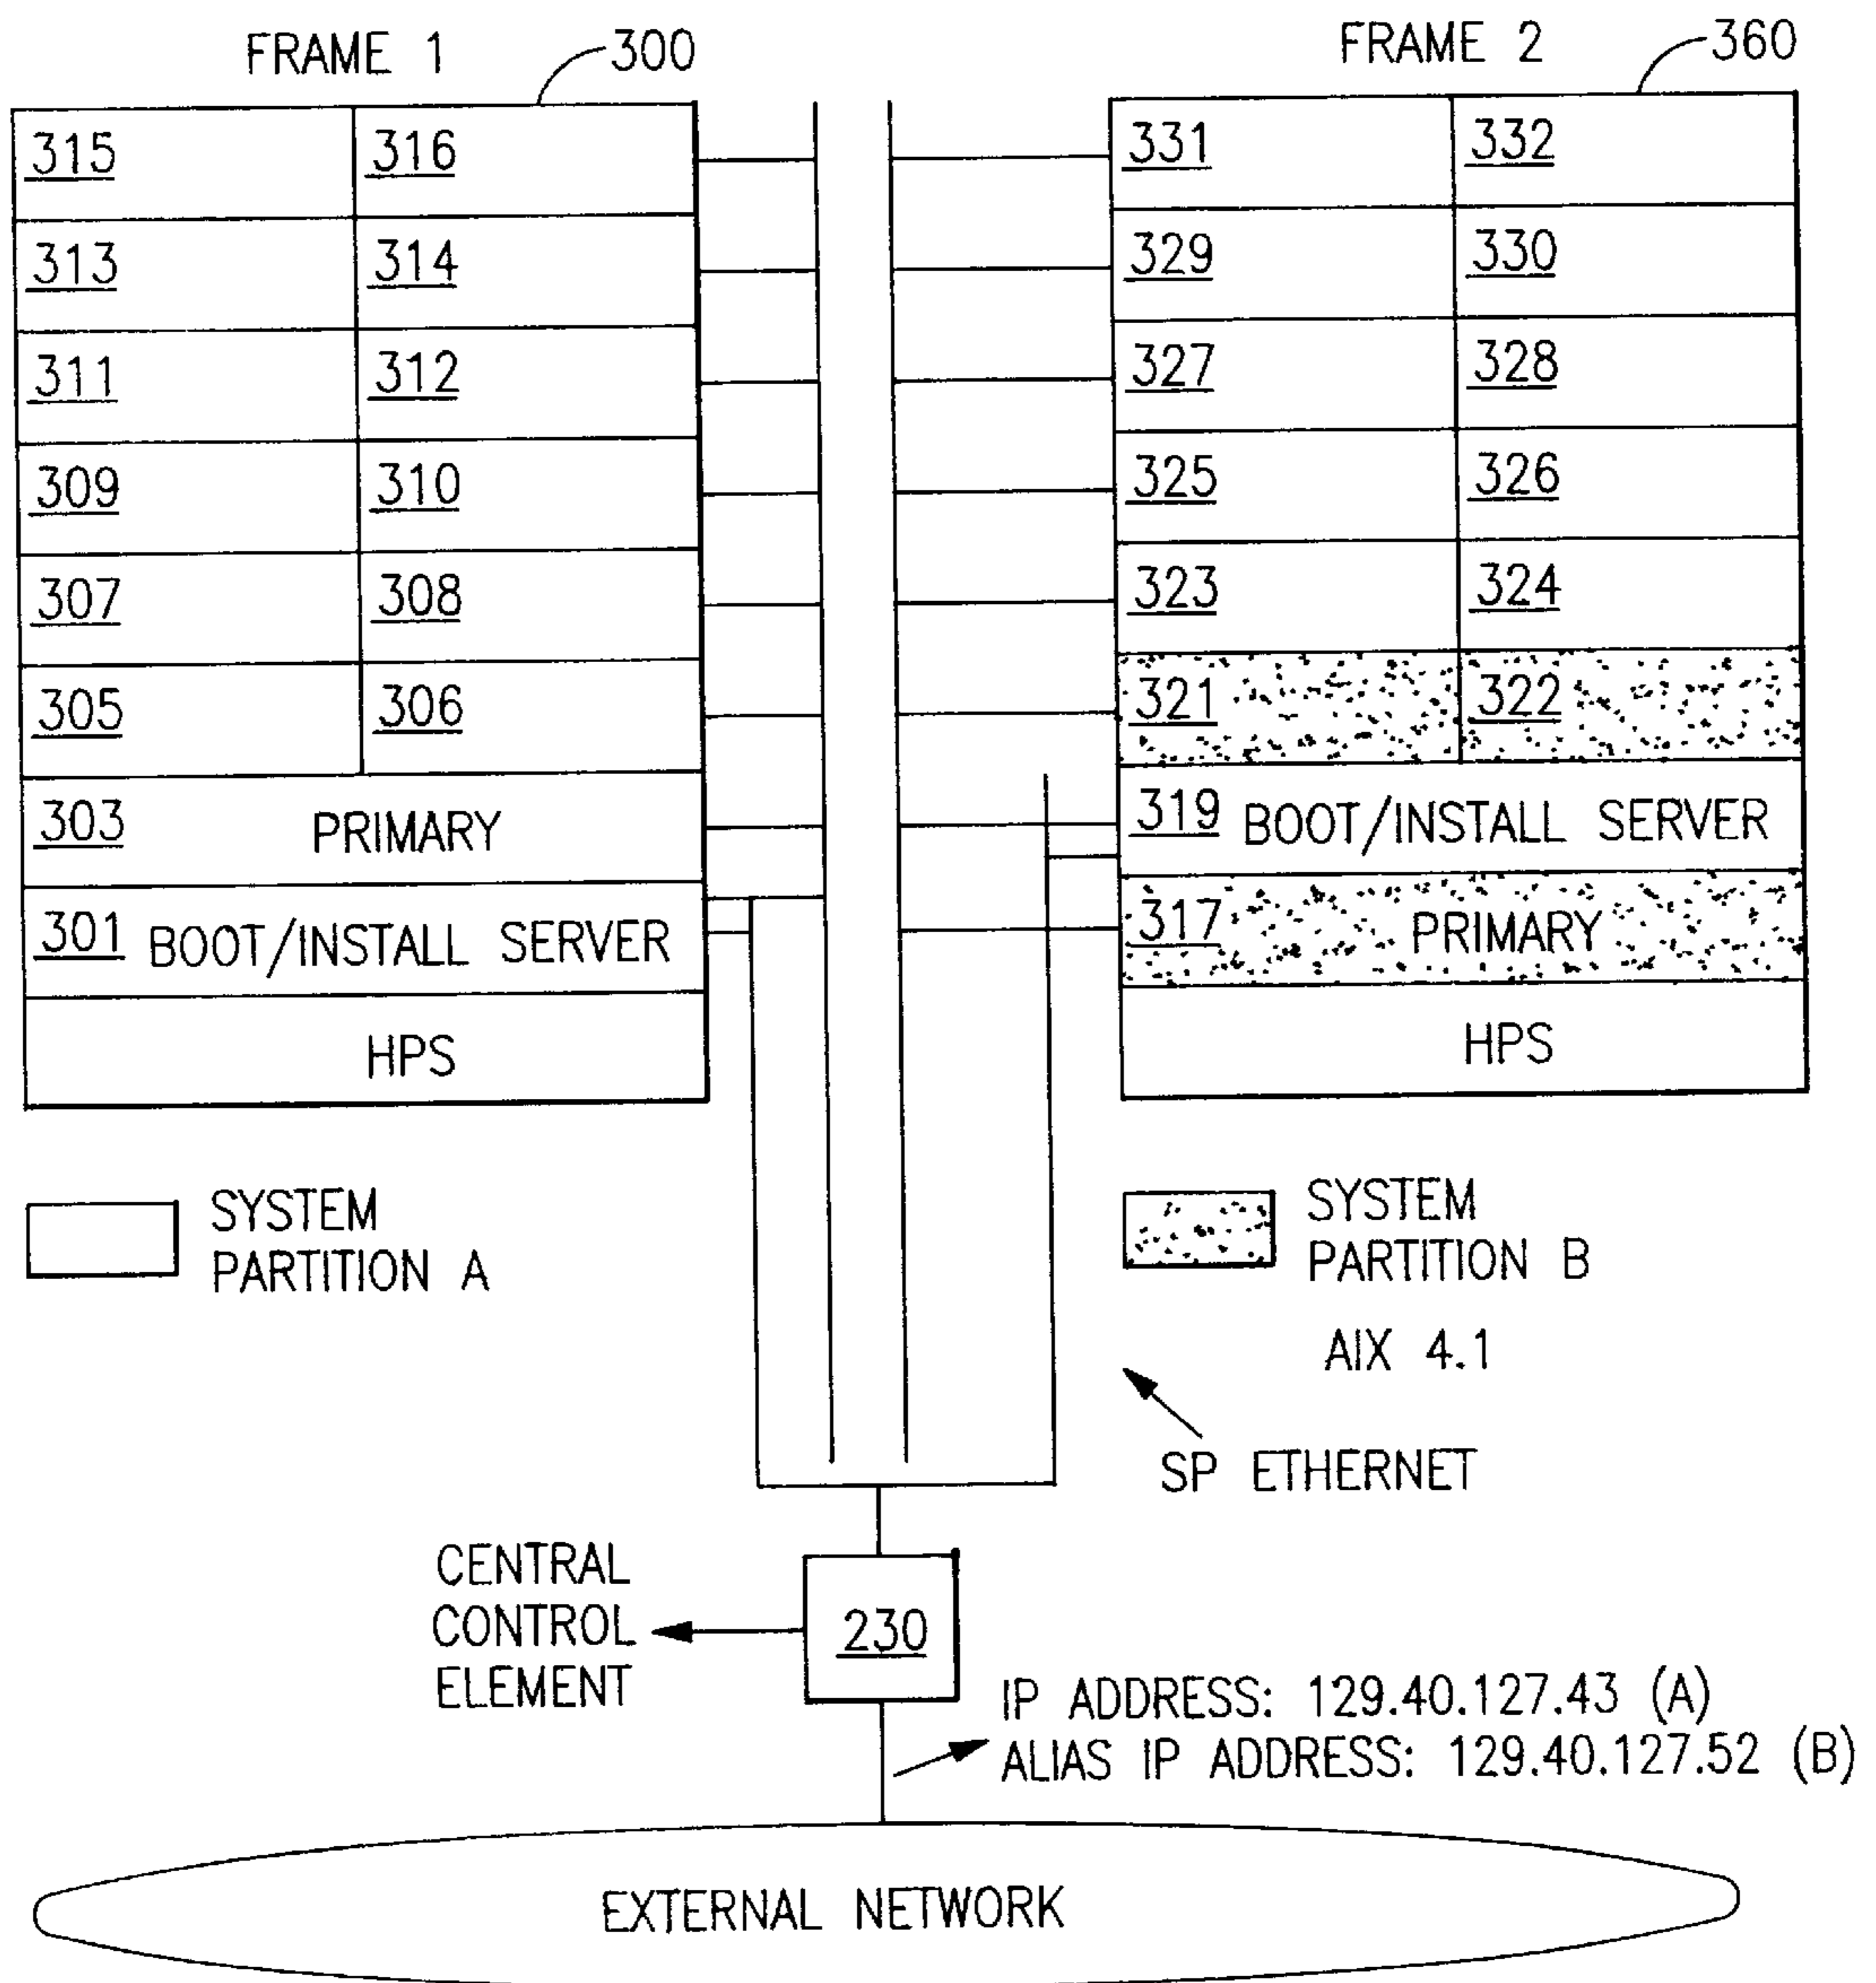 FRAME 1
300
315 316
313 314
311 312
309 310
307 308
305 306
303 PRIMARY
301 BOOT/INSTALL SERVER
HPS
FRAME 2
360
331 332
329 330
327 328
325 326
323 324
321 322
319 BOOT/INSTALL SERVER
317 PRIMARY
HPS
SYSTEM
PARTITION A
SYSTEM
PARTITION B
AIX 4.1
SP ETHERNET
CENTRAL
CONTROL
ELEMENT
230
IP ADDRESS: 129.40.127.43 (A)
ALIAS IP ADDRESS: 129.40.127.52 (B)
EXTERNAL NETWORK